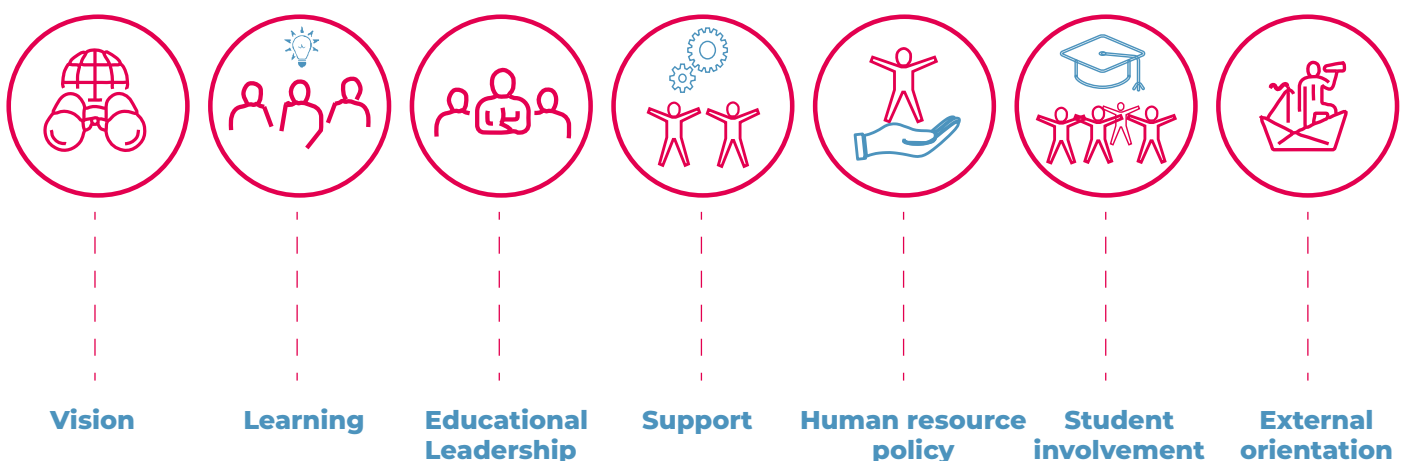 Vision
Learning
Educational
Leadership
Support
Human resource
policy
Student
involvement
External
orientation